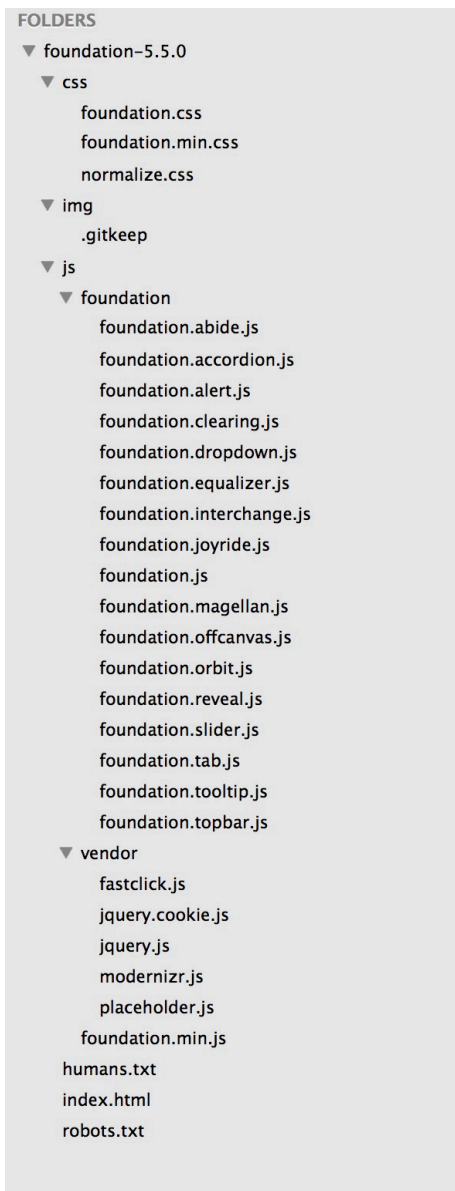 FOLDERS
foundation-5.5.0
css
foundation.css
foundation.min.css
normalize.css
img
.gitkeep
js
foundation
foundation.abide.js
foundation.accordion.js
foundation.alert.js
foundation.clearing.js
foundation.dropdown.js
foundation.equalizer.js
foundation.interchange.js
foundation.joyride.js
foundation.js
foundation.magellan.js
foundation.offcanvas.js
foundation.orbit.js
foundation.reveal.js
foundation.slider.js
foundation.tab.js
foundation.tooltip.js
foundation.topbar.js
vendor
fastclick.js
jquery.cookie.js
jquery.js
modernizr.js
placeholder.js
foundation.min.js
humans.txt
index.html
robots.txt